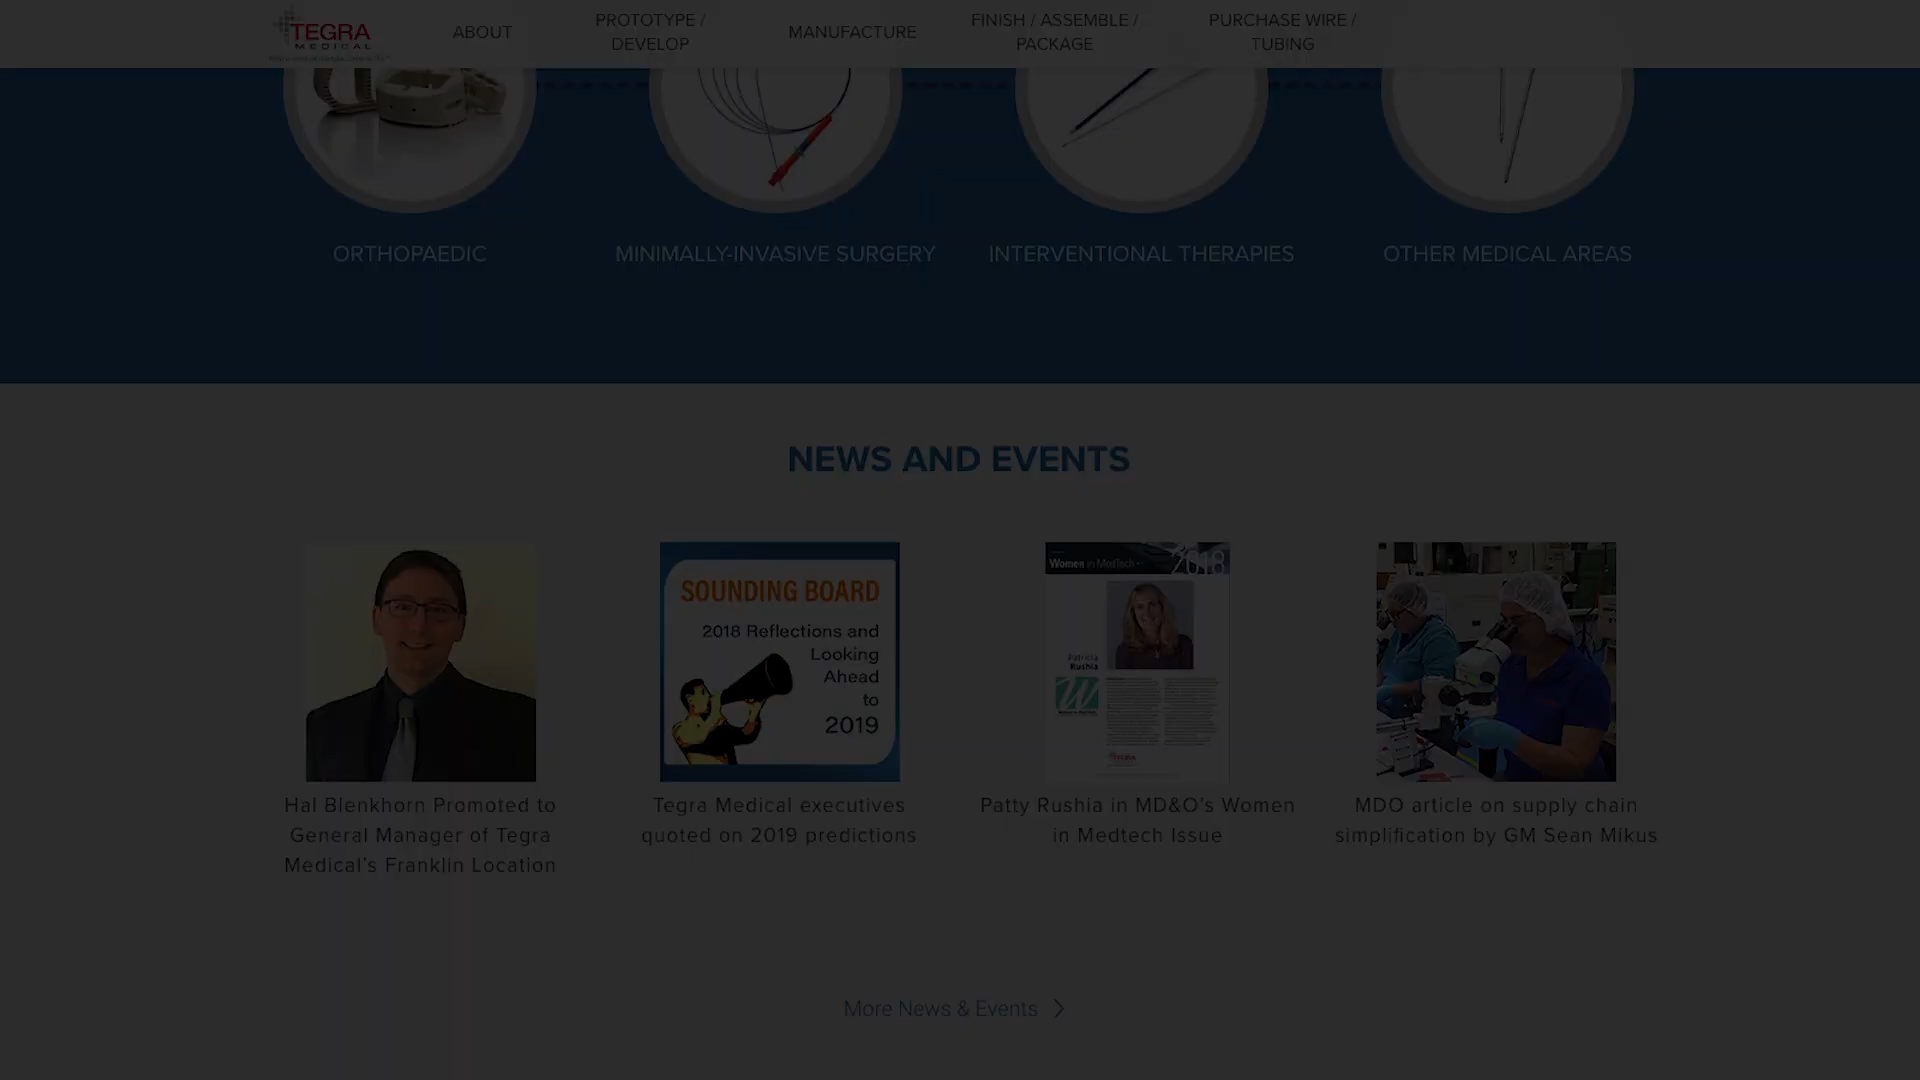 TEGRA
MEDICAL
ABOUT
PROTOTYPE /
DEVELOP
MANUFACTURE
FINISH / ASSEMBLE /
PACKAGE
PURCHASE WIRE /
TUBING
ORTHOPAEDIC
MINIMALLY-INVASIVE SURGERY
INTERVENTIONAL THERAPIES
OTHER MEDICAL AREAS
NEWS AND EVENTS
SOUNDING BOARD
2018 Reflections and
Looking
Ahead
to
2019
Women in MedTech
2018
Patricia
Rushia
Hal Blenkhorn Promoted to
General Manager of Tegra
Medical's Franklin Location
Tegra Medical executives
quoted on 2019 predictions
Patty Rushia in MD&O's Women
in Medtech Issue
MDO article on supply chain
simplification by GM Sean Mikus
More News & Events